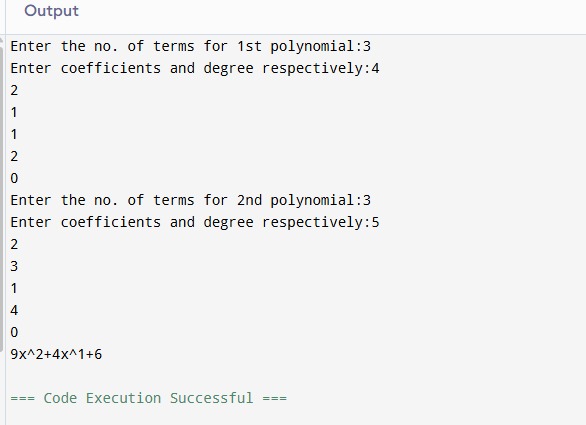 Output
Enter the no. of terms for 1st polynomial:3
Enter coefficients and degree respectively:4
2
1
1
2
0
Enter the no. of terms for 2nd polynomial:3
Enter coefficients and degree respectively:5
2
3
1
4
0
9x^2+4x^1+6
=== Code Execution Successful ===